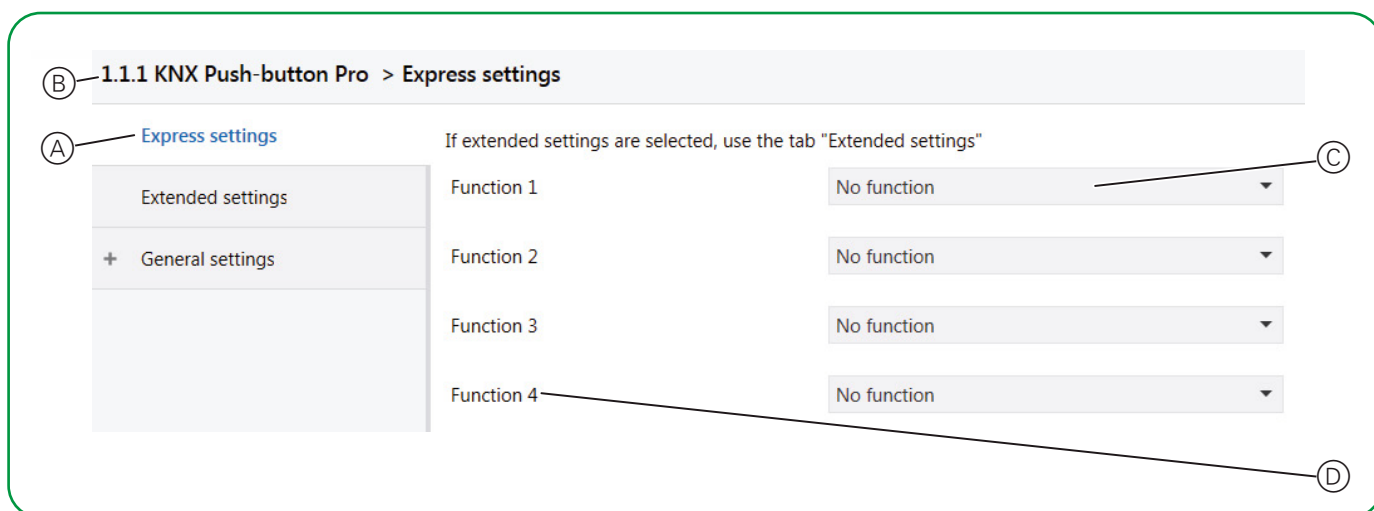 B 1.1.1 KNX Push-button Pro > Express settings
A Express settings
If extended settings are selected, use the tab "Extended settings"
C
Function 1 No function
Extended settings
Function 2 No function
+ General settings
Function 3 No function
Function 4 No function
D